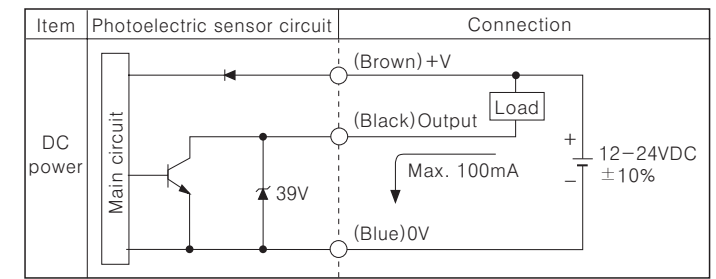 Item Photoelectric sensor circuit Connection
(Brown)+V
Load
(Black)Output
DC
power
Main circuit
39V
Max. 100mA
+
−
12−24VDC
±10%
(Blue)0V